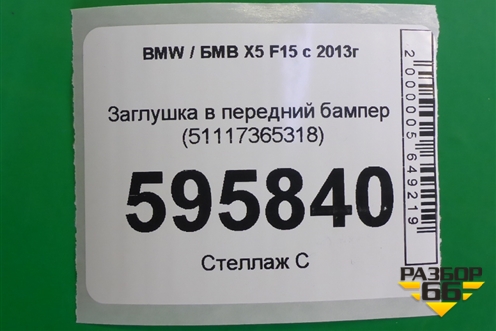 BMW / БМВ X5 F15 с 2013г
Заглушка в передний бампер
(51117365318)
595840
Стеллаж С
2000005649219
РАЗБОР
66